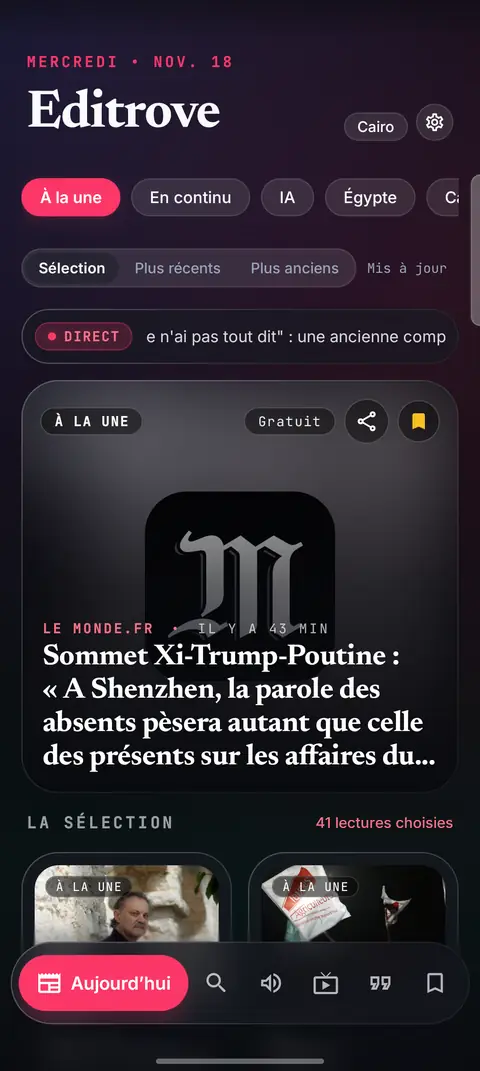 MERCREDI • NOV. 18
Editrove
Cairo
À la une
En continu
IA
Égypte
Sélection
Plus récents
Plus anciens
Mis à jour
DIRECT
e n'ai pas tout dit" : une ancienne comp
À LA UNE
Gratuit
M
LE MONDE.FR • IL Y A 43 MIN
Sommet Xi-Trump-Poutine :
« A Shenzhen, la parole des
absents pèsera autant que celle
des présents sur les affaires du...
LA SÉLECTION
41 lectures choisies
À LA UNE
À LA UNE
Aujourd’hui